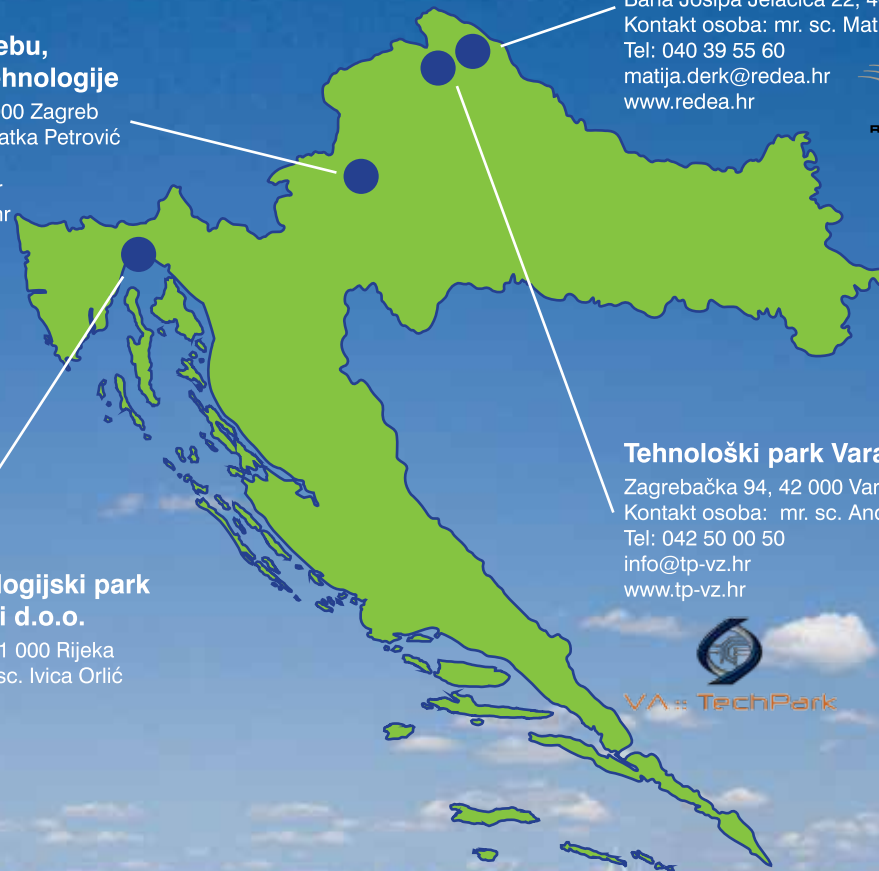 ebu,
ehnologije
00 Zagreb
atka Petrović
r
hr
Bana Josipa Jelačića 22, 4
Kontakt osoba: mr. sc. Mat
Tel: 040 39 55 60
matija.derk@redea.hr
www.redea.hr
Tehnološki park Vara
Zagrebačka 94, 42 000 Var
Kontakt osoba: mr. sc. And
Tel: 042 50 00 50
info@tp-vz.hr
www.tp-vz.hr
VA :: TechPark
logijski park
i d.o.o.
1 000 Rijeka
sc. Ivica Orlić